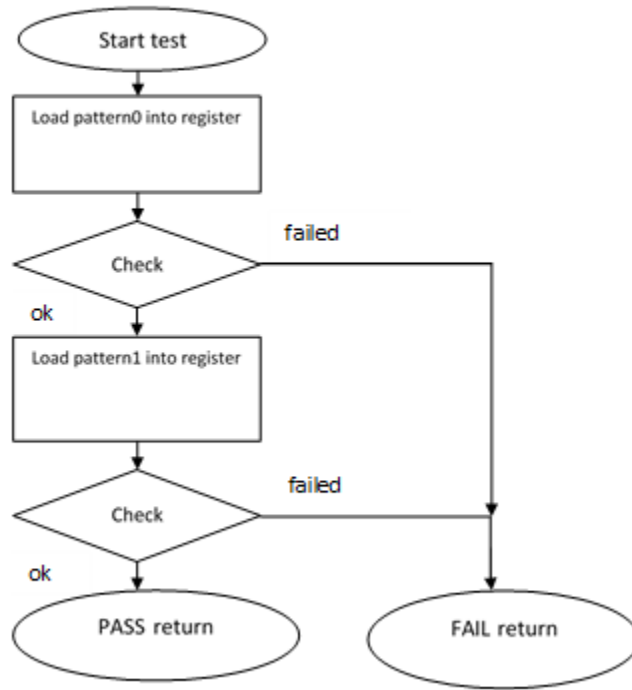 Start test
Load pattern0 into register
Check
failed
ok
Load pattern1 into register
Check
failed
ok
PASS return
FAIL return